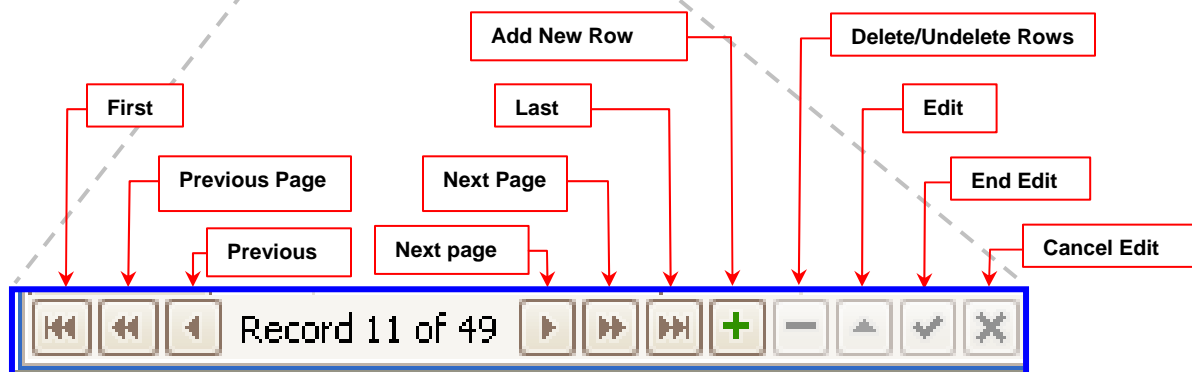 Add New Row
Delete/Undelete Rows
First
Last
Edit
Previous Page
Next Page
End Edit
Previous
Next page
Cancel Edit
Record 11 of 49